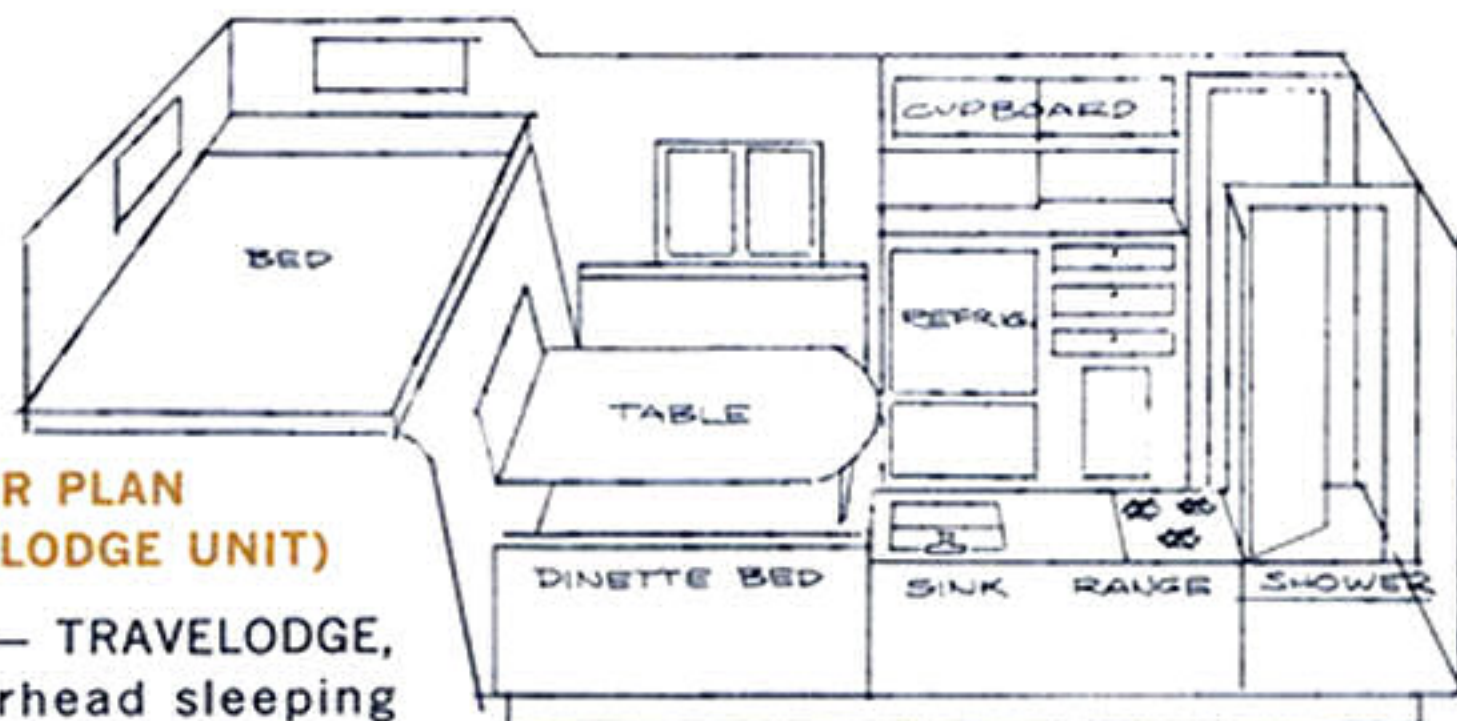 CUPBOARD
BED
REFRIG.
TABLE
R PLAN
LODGE UNIT)
DINETTE BED
SINK
RANGE
SHOWER
— TRAVELODGE,
rhead sleeping